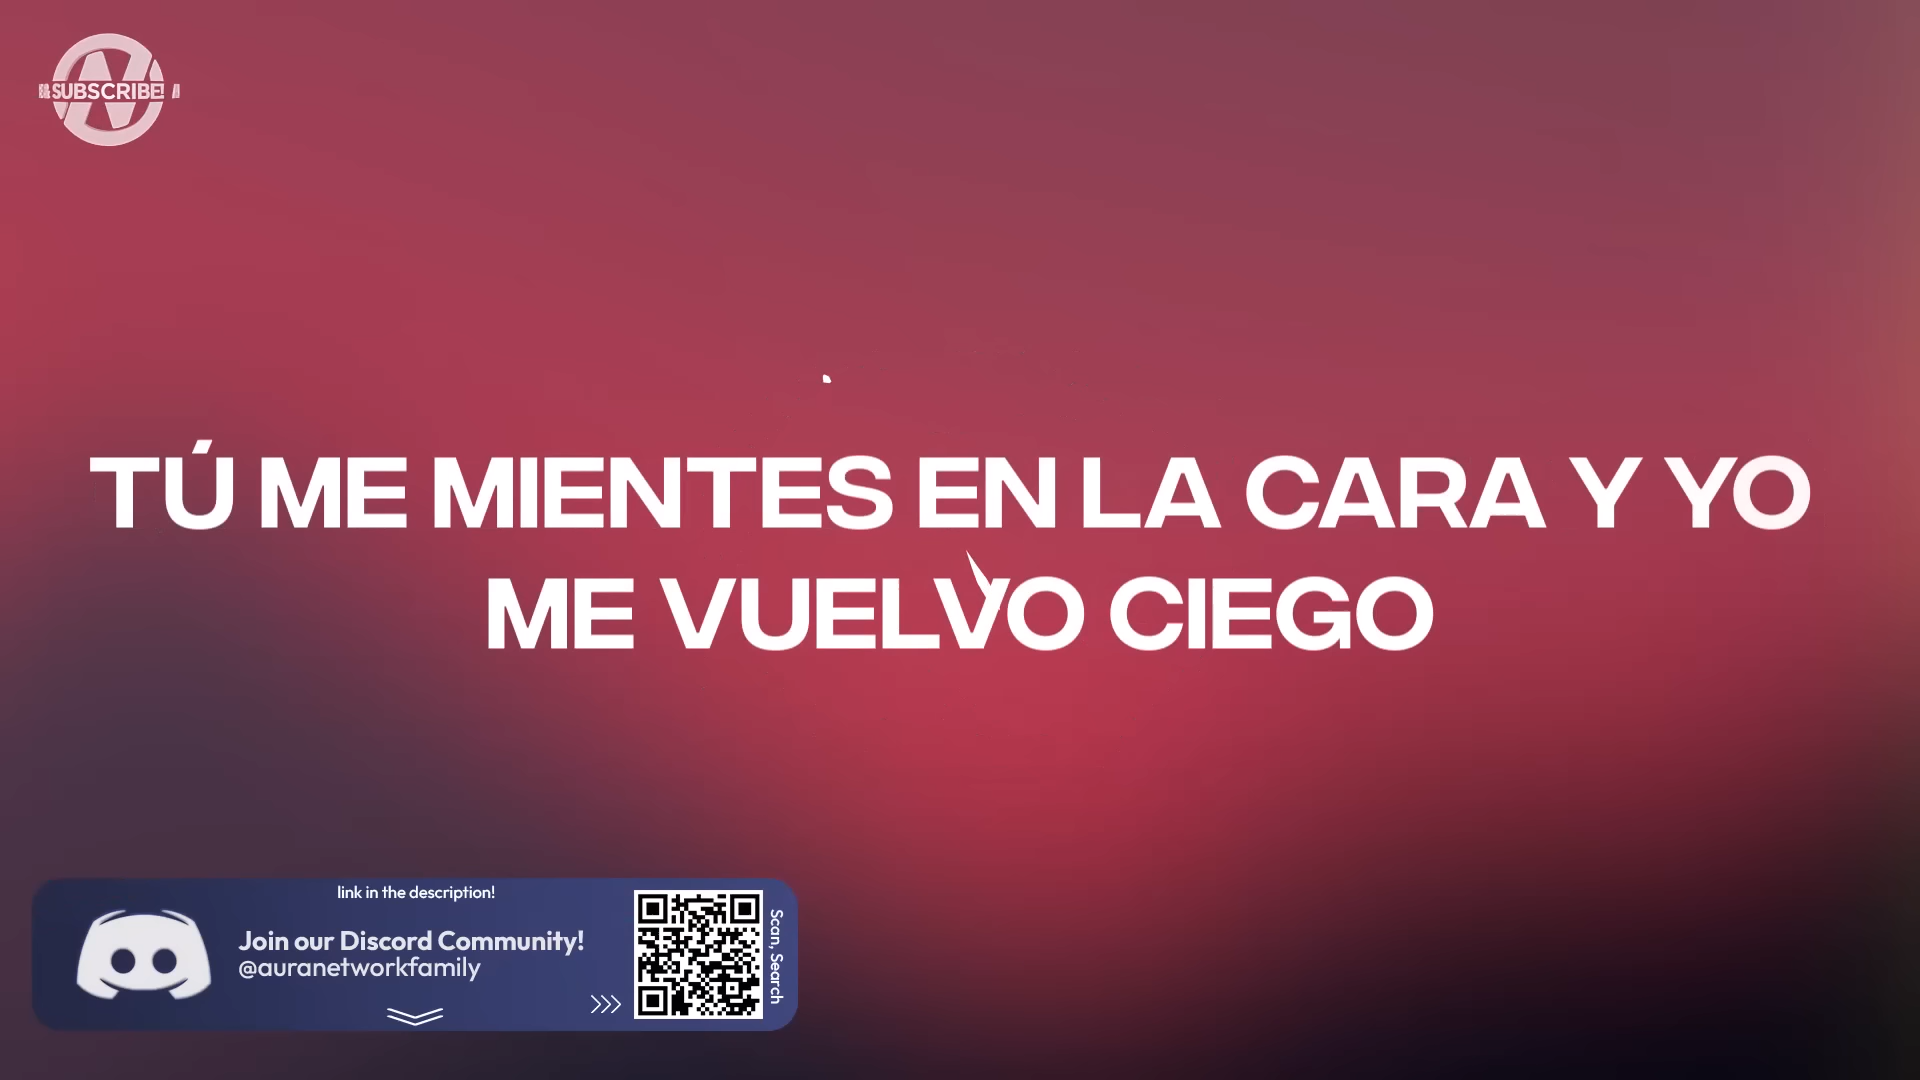 SUBSCRIBE!
TÚ ME MIENTES EN LA CARA Y YO
ME VUELVO CIEGO
link in the description!
Join our Discord Community!
@auranetworkfamily
Scan, Search